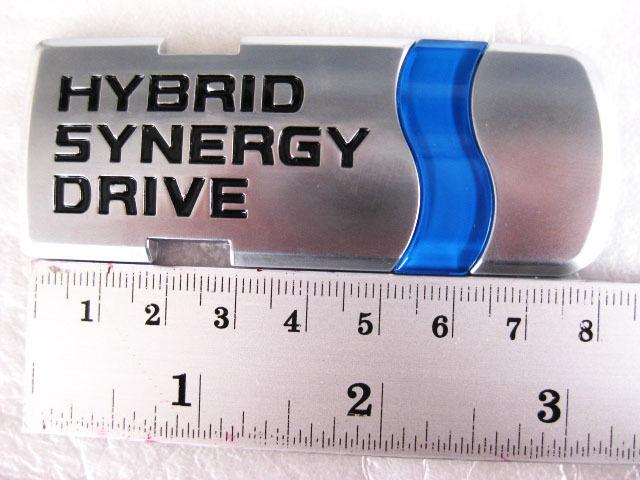 HYBRID
SYNERGY
DRIVE
1 2 3 4 5 6 7 8
1 2 3